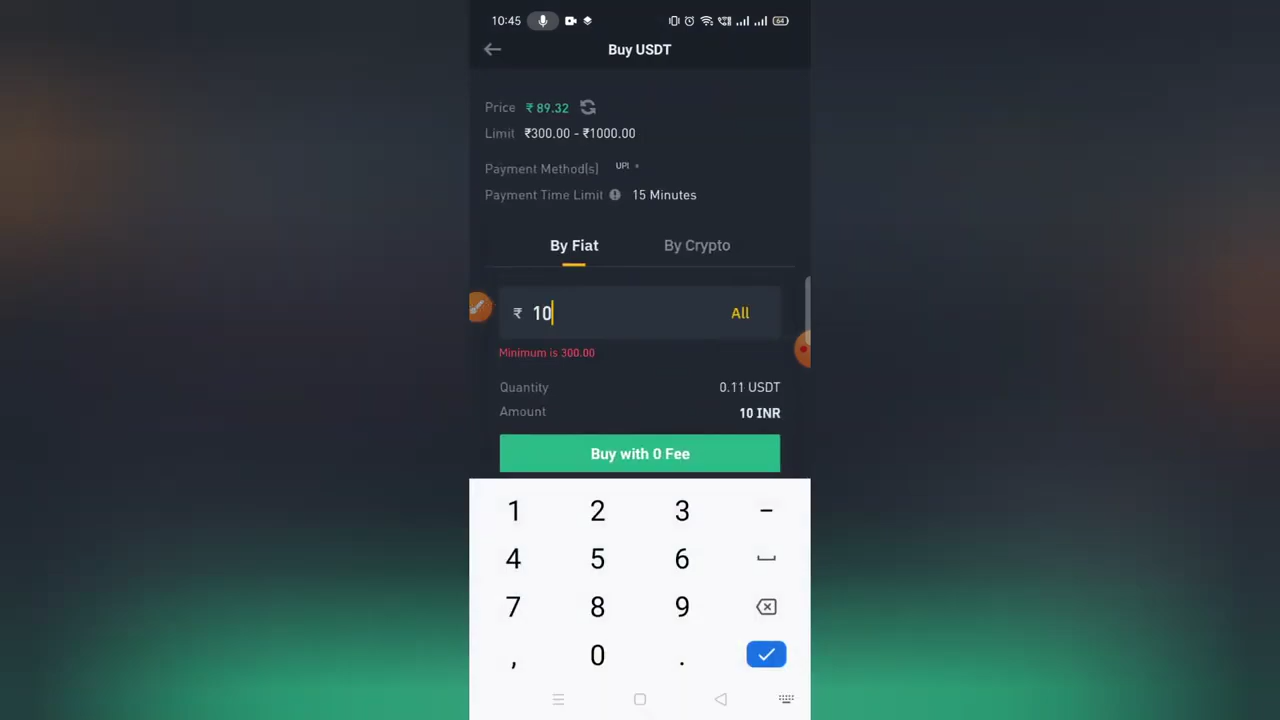 10:45 64
Buy USDT
Price ₹ 89.32
Limit ₹300.00 - ₹1000.00
Payment Method(s) UPI
Payment Time Limit 15 Minutes
By Fiat By Crypto
₹ 10 All
Minimum is 300.00
Quantity 0.11 USDT
Amount 10 INR
Buy with 0 Fee
1 2 3 -
4 5 6
7 8 9
, 0 .